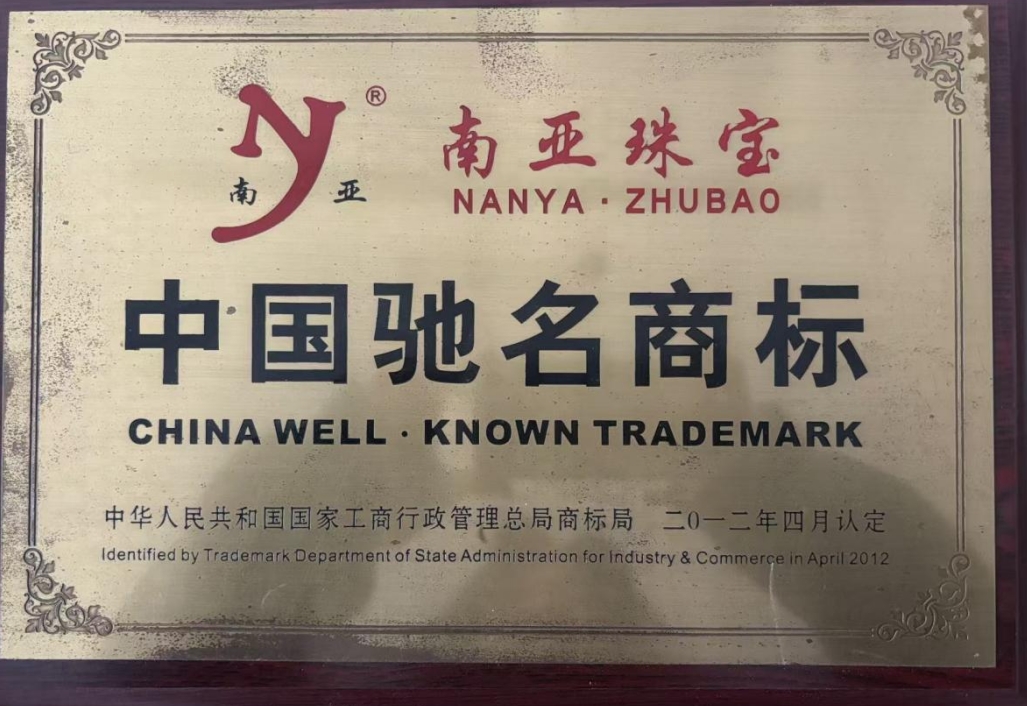 NY®
南亚
南亚珠宝
NANYA·ZHUBAO
中国驰名商标
CHINA WELL·KNOWN TRADEMARK
中华人民共和国国家工商行政管理总局商标局 二0一二年四月认定
Identified by Trademark Department of State Administration for Industry & Commerce in April 2012